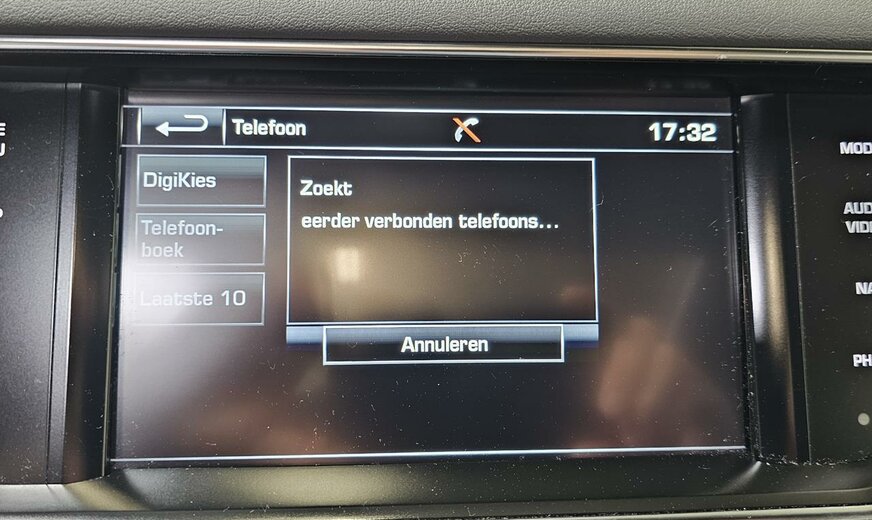 Telefoon
17:32
DigiKies
Telefoon-
boek
Laatste 10
Zoekt
eerder verbonden telefoons...
Annuleren